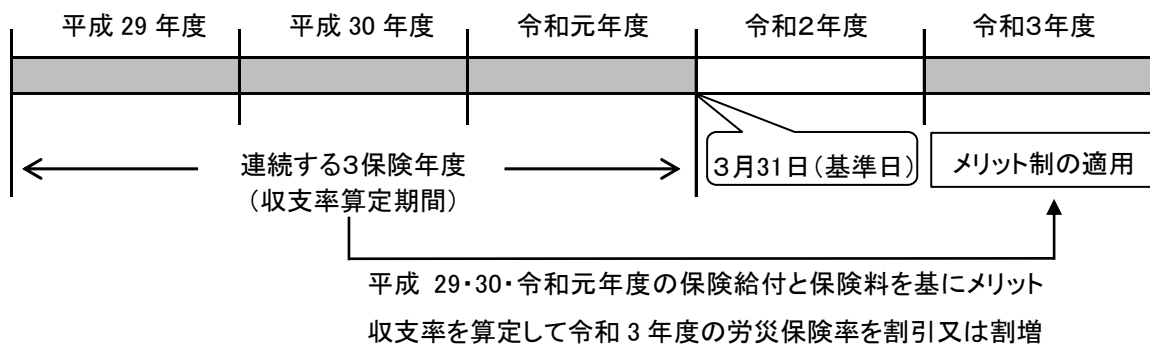 平成 29 年度 平成 30 年度 令和元年度 令和２年度 令和３年度
連続する３保険年度
（収支率算定期間）
３月31日（基準日）
メリット制の適用
平成 29・30・令和元年度の保険給付と保険料を基にメリット
収支率を算定して令和 3 年度の労災保険率を割引又は割増